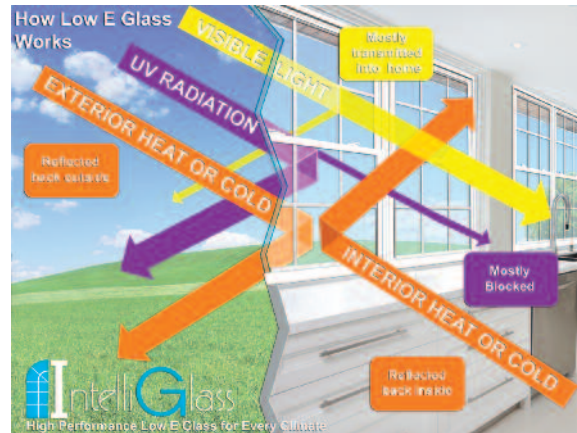 How Low E Glass
Works
VISIBLE LIGHT
Mostly
transmitted
into home
UV RADIATION
EXTERIOR HEAT OR COLD
Reflected
back outside
Mostly
Blocked
INTERIOR HEAT OR COLD
Reflected
back inside
IntelliGlass
High Performance Low E Glass for Every Climate